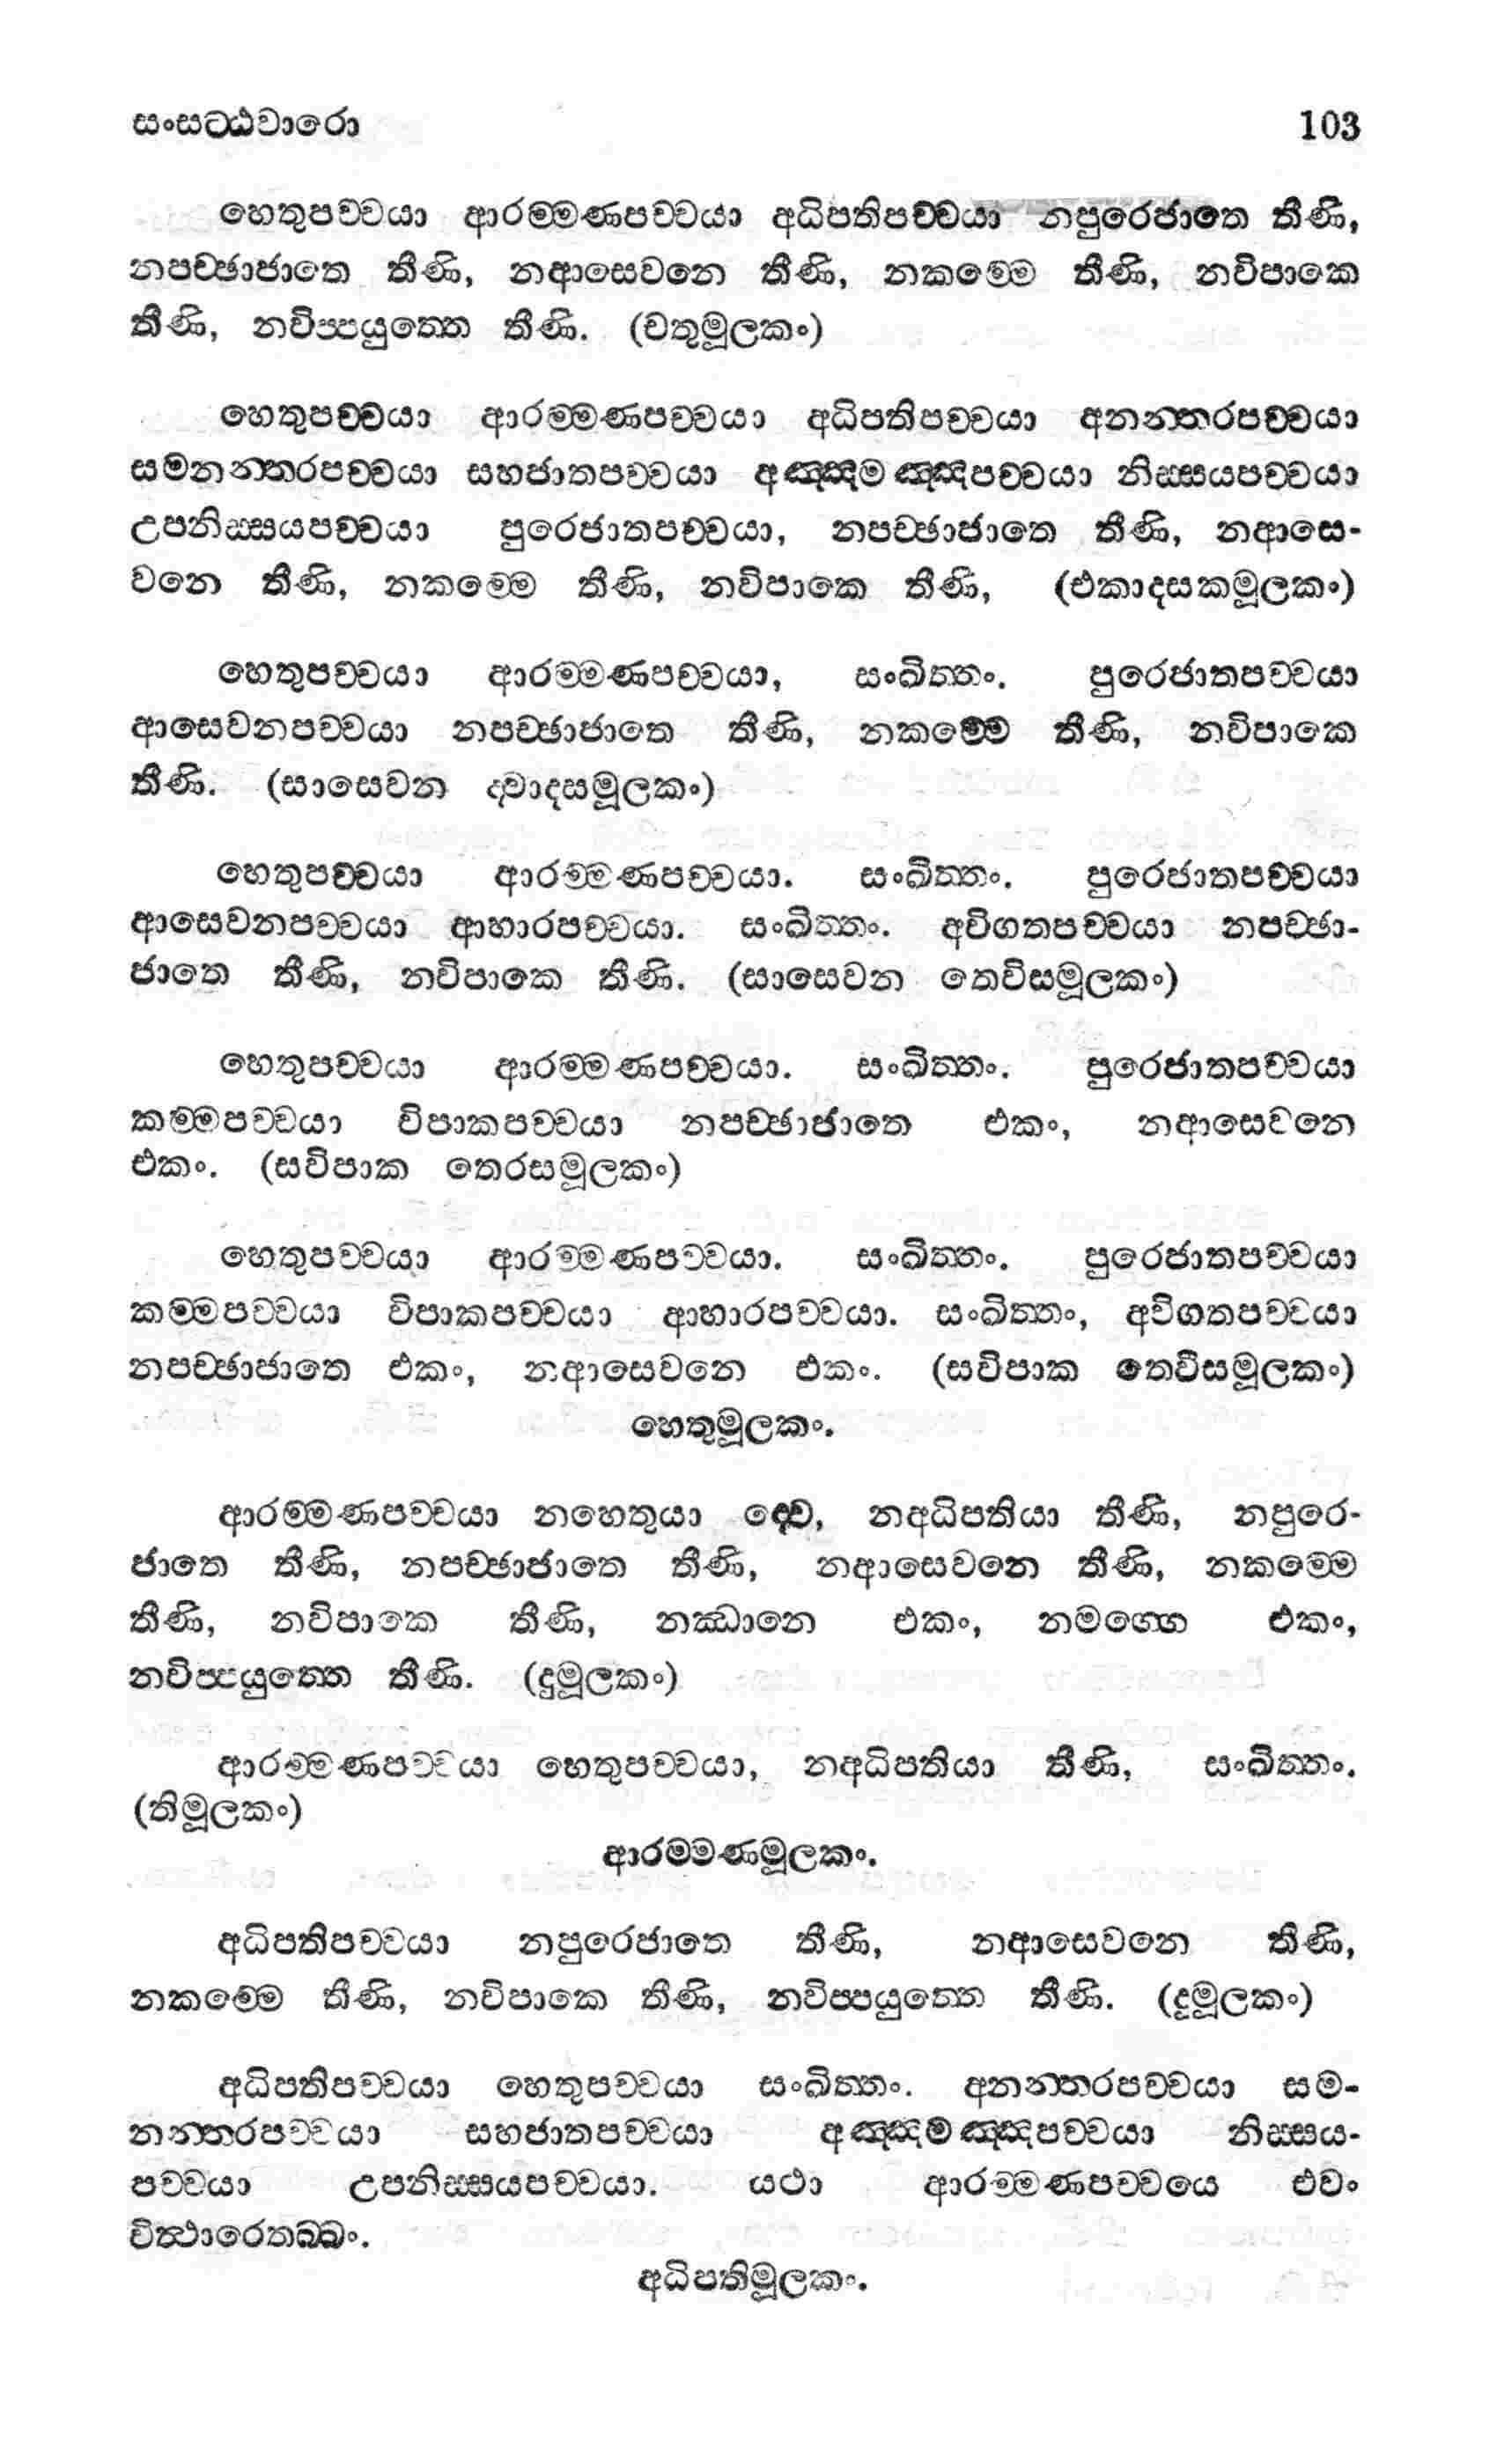 සංසට්ඨවාරො 103
හෙතුපච්චයා ආරම්මණපච්චයා අධිපතිපච්චයා නපුරෙජාතෙ තීණි,
නපච්ඡාජාතෙ තීණි, නආසෙවනෙ තීණි, නකම්මෙ තීණි, නවිපාකෙ
තීණි, නවිප්පයුත්තෙ තීණි. (චතුමූලකං)
හෙතුපච්චයා ආරම්මණපච්චයා අධිපතිපච්චයා අනන්තරපච්චයා
සමනන්තරපච්චයා සහජාතපච්චයා අඤ්ඤමඤ්ඤපච්චයා නිස්සයපච්චයා
උපනිස්සයපච්චයා පුරෙජාතපච්චයා, නපච්ඡාජාතෙ තීණි, නආසෙ-
වනෙ තීණි, නකම්මෙ තීණි, නවිපාකෙ තීණි, (එකාදසකමූලකං)
හෙතුපච්චයා ආරම්මණපච්චයා, සංඛිත්තං. පුරෙජාතපච්චයා
ආසෙවනපච්චයා නපච්ඡාජාතෙ තීණි, නකම්මෙ තීණි, නවිපාකෙ
තීණි. (සාසෙවන ද්වාදසමූලකං)
හෙතුපච්චයා ආරම්මණපච්චයා. සංඛිත්තං. පුරෙජාතපච්චයා
ආසෙවනපච්චයා ආහාරපච්චයා. සංඛිත්තං. අවිගතපච්චයා නපච්ඡා-
ජාතෙ තීණි, නවිපාකෙ තීණි. (සාසෙවන තෙවිසමූලකං)
හෙතුපච්චයා ආරම්මණපච්චයා. සංඛිත්තං. පුරෙජාතපච්චයා
කම්මපච්චයා විපාකපච්චයා නපච්ඡාජාතෙ එකං, නආසෙවනෙ
එකං. (සවිපාක තෙරසමූලකං)
හෙතුපච්චයා ආරම්මණපච්චයා. සංඛිත්තං. පුරෙජාතපච්චයා
කම්මපච්චයා විපාකපච්චයා ආහාරපච්චයා. සංඛිත්තං, අවිගතපච්චයා
නපච්ඡාජාතෙ එකං, නආසෙවනෙ එකං. (සවිපාක තෙවීසමූලකං)
හෙතුමූලකං.
ආරම්මණපච්චයා නහෙතුයා ද්වෙ, නඅධිපතියා තීණි, නපුරෙ-
ජාතෙ තීණි, නපච්ඡාජාතෙ තීණි, නආසෙවනෙ තීණි, නකම්මෙ
තීණි, නවිපාකෙ තීණි, නඣානෙ එකං, නමග්ගෙ එකං,
නවිප්පයුත්තෙ තීණි. (දුමූලකං)
ආරම්මණපච්චයා හෙතුපච්චයා, නඅධිපතියා තීණි, සංඛිත්තං.
(තිමූලකං)
ආරම්මණමූලකං.
අධිපතිපච්චයා නපුරෙජාතෙ තීණි, නආසෙවනෙ තීණි,
නකම්මෙ තීණි, නවිපාකෙ තීණි, නවිප්පයුත්තෙ තීණි. (දූමූලකං)
අධිපතිපච්චයා හෙතුපච්චයා සංඛිත්තං. අනන්තරපච්චයා සම-
නන්තරපච්චයා සහජාතපච්චයා අඤ්ඤමඤ්ඤපච්චයා නිස්සය-
පච්චයා උපනිස්සයපච්චයා. යථා ආරම්මණපච්චයෙ එවං
විත්ථාරෙතබ්බං.
අධිපතිමූලකං.